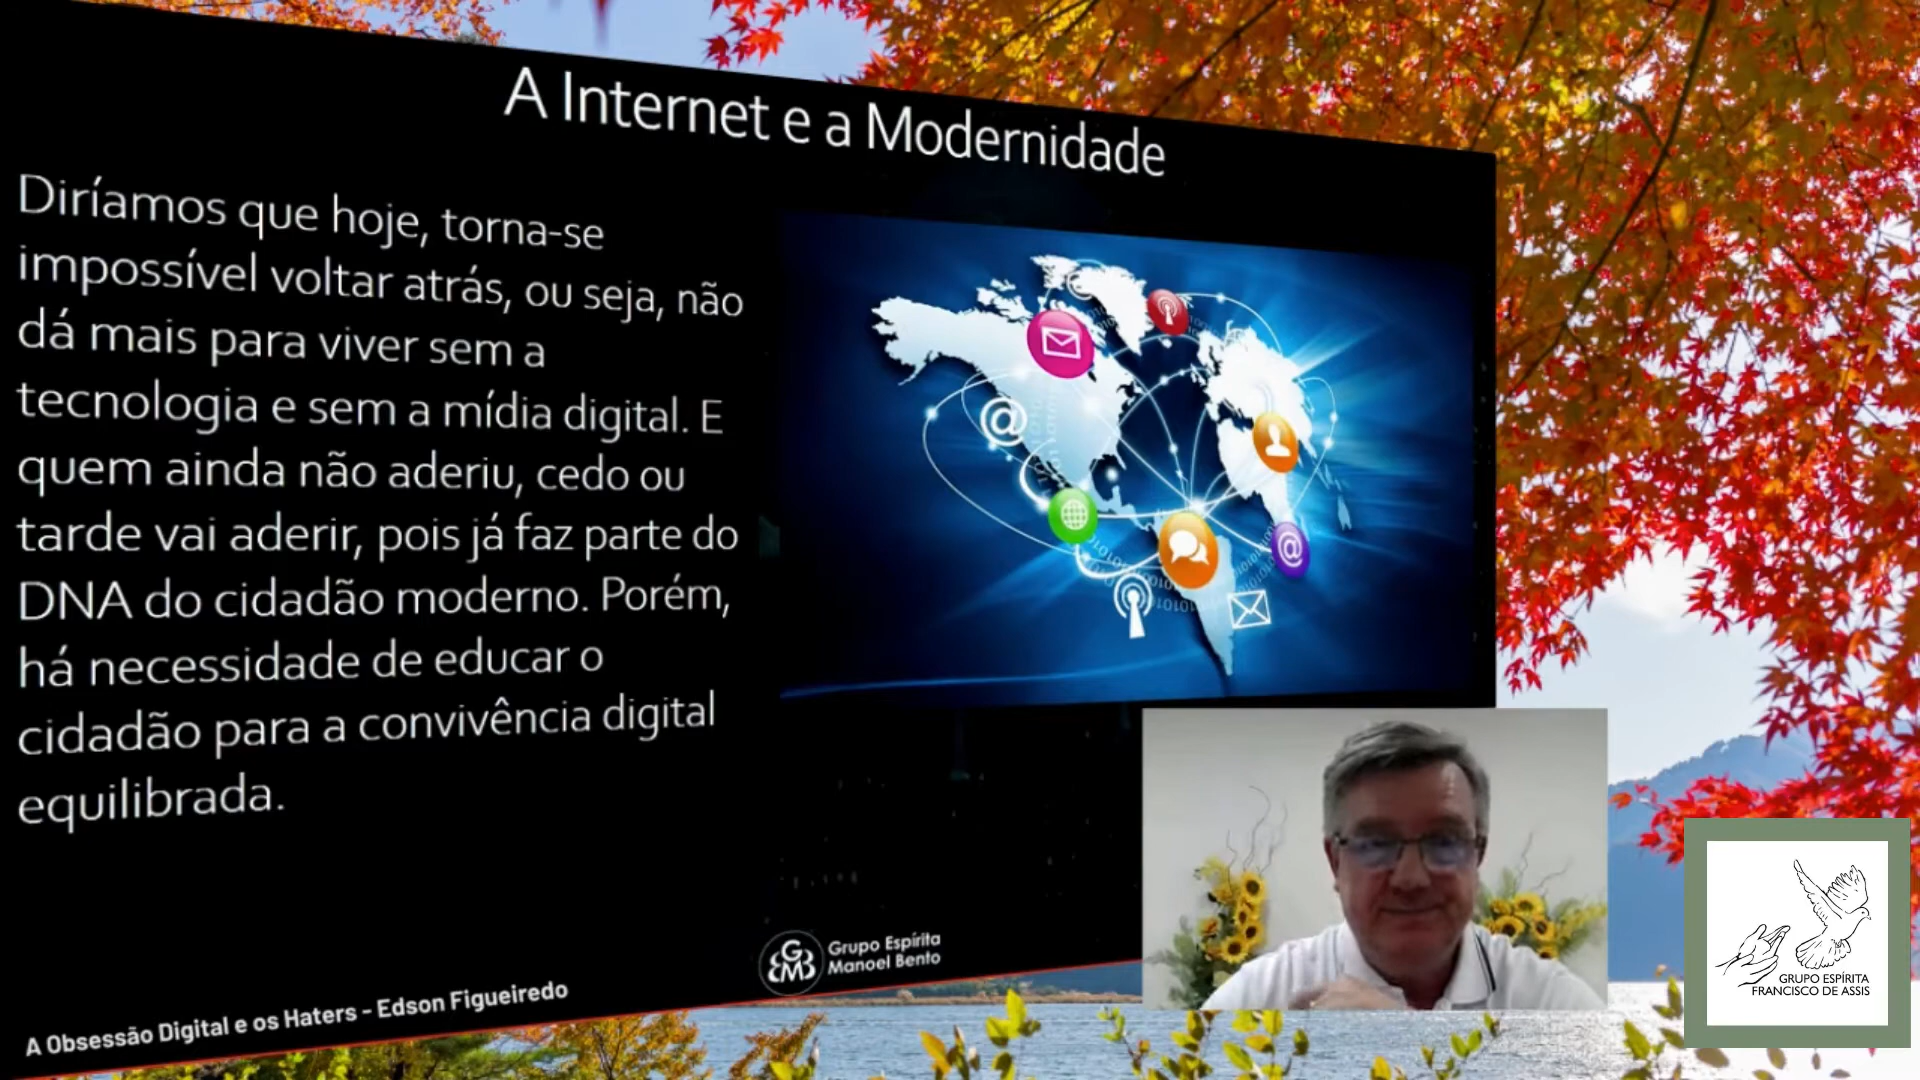 A Internet e a Modernidade
Diríamos que hoje, torna-se
impossível voltar atrás, ou seja, não
dá mais para viver sem a
tecnologia e sem a mídia digital. E
quem ainda não aderiu, cedo ou
tarde vai aderir, pois já faz parte do
DNA do cidadão moderno. Porém,
há necessidade de educar o
cidadão para a convivência digital
equilibrada.
Grupo Espírita
Manoel Bento
A Obsessão Digital e os Haters - Edson Figueiredo
GRUPO ESPÍRITA
FRANCISCO DE ASSIS